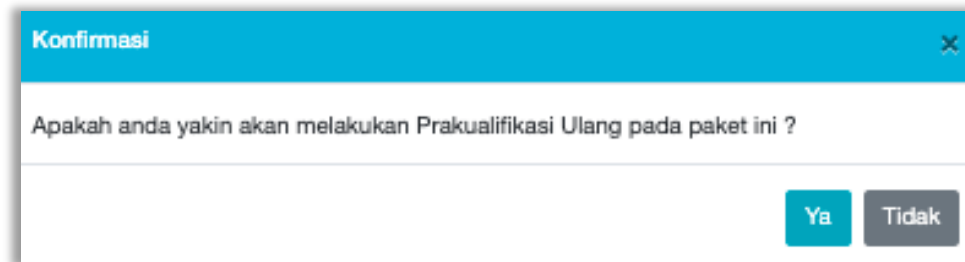 Konfirmasi ×
Apakah anda yakin akan melakukan Prakualifikasi Ulang pada paket ini ?
Ya Tidak